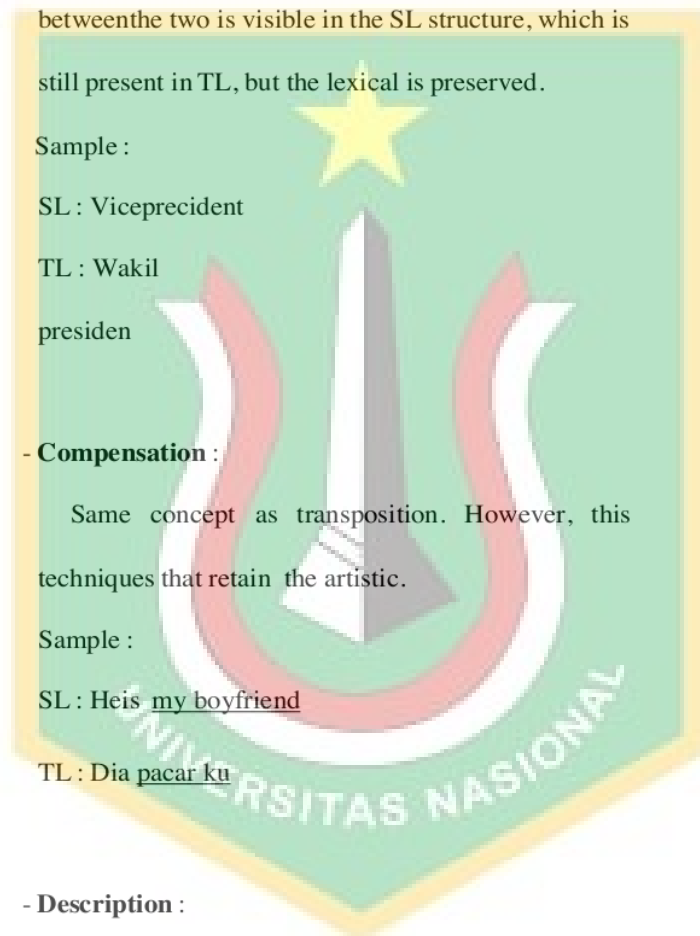 betweenthe two is visible in the SL structure, which is
still present in TL, but the lexical is preserved.
Sample :
SL : Viceprecident
TL : Wakil
presiden
- Compensation :
Same concept as transposition. However, this
techniques that retain the artistic.
Sample :
SL : Heis my boyfriend
TL : Dia pacar ku
UNIVERSITAS NASIONAL
- Description :